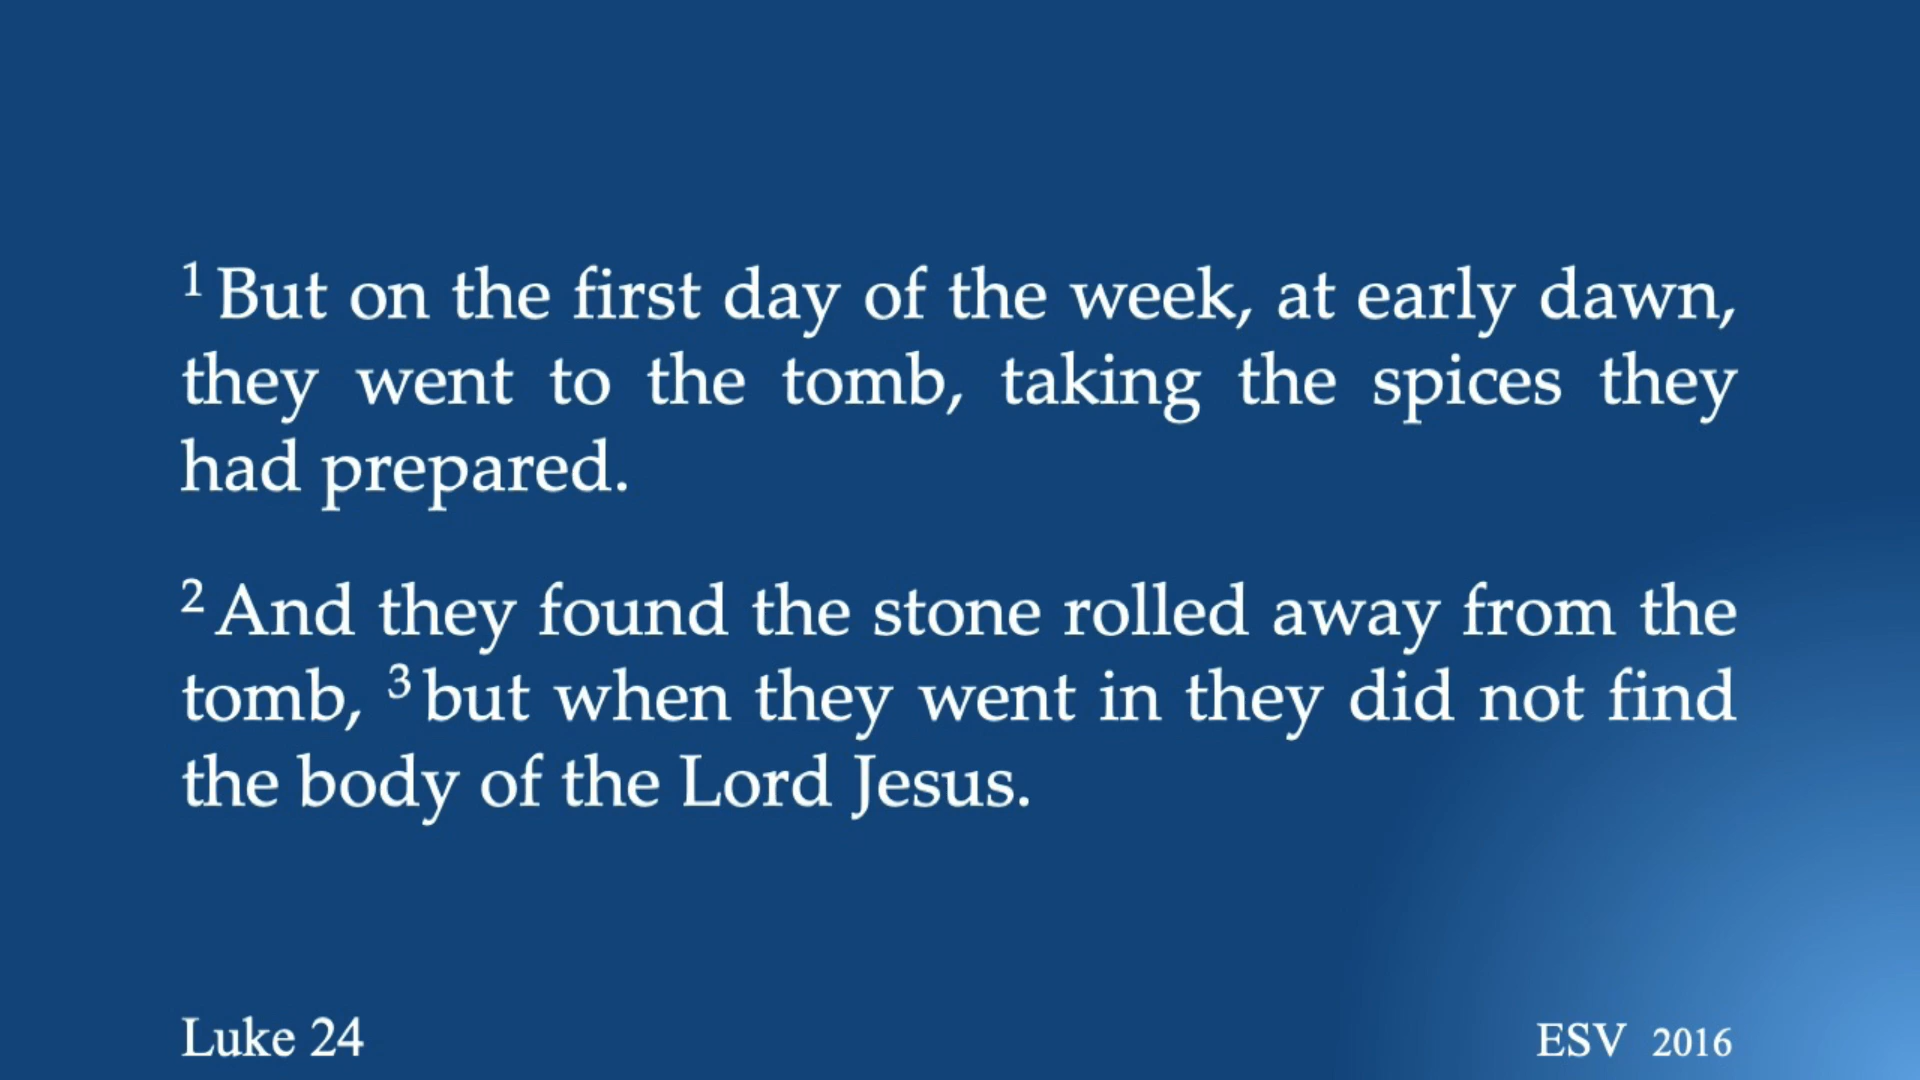 1 But on the first day of the week, at early dawn,
they went to the tomb, taking the spices they
had prepared.
2 And they found the stone rolled away from the
tomb, 3 but when they went in they did not find
the body of the Lord Jesus.
Luke 24
ESV 2016